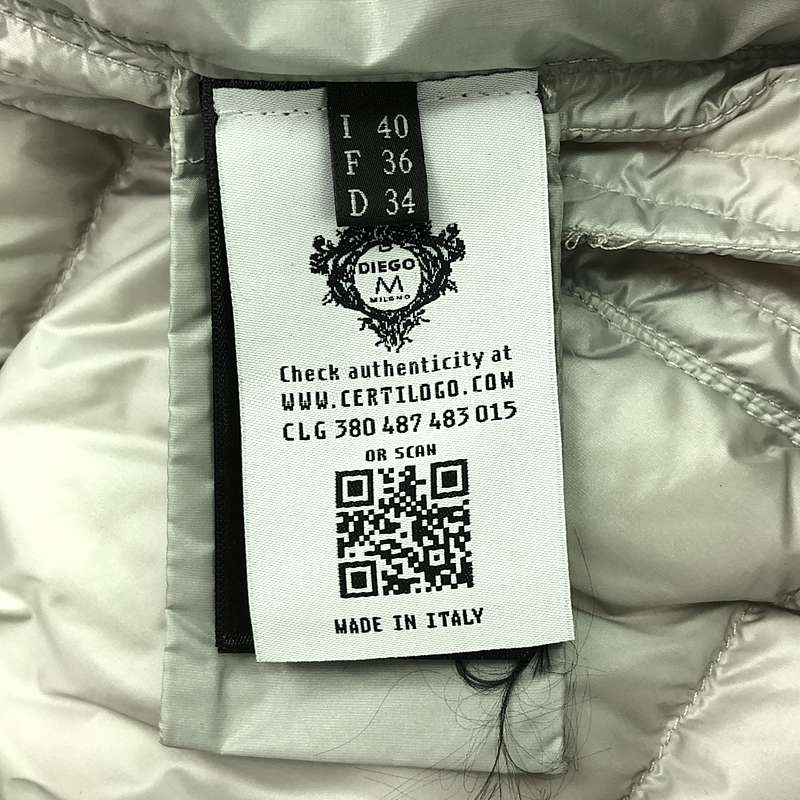 I 40
F 36
D 34
DIEGO
M
MILANO
Check authenticity at
WWW.CERTILOGO.COM
CLG 380 487 483 015
OR SCAN
MADE IN ITALY